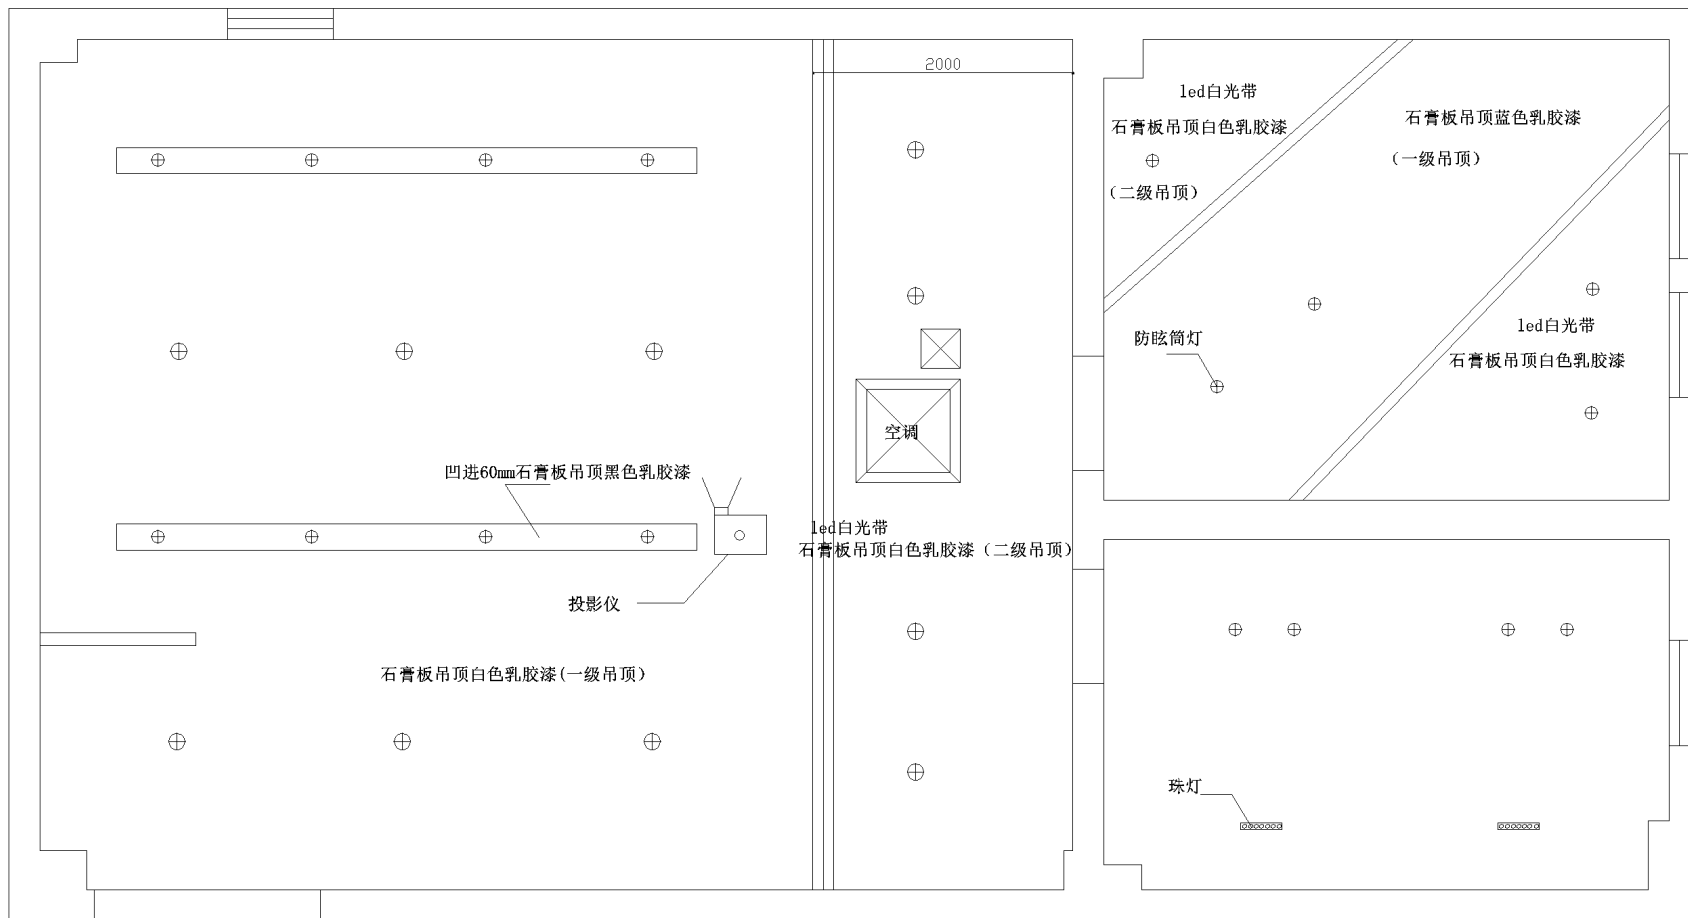 2000
led白光带
石膏板吊顶白色乳胶漆
（二级吊顶）
石膏板吊顶蓝色乳胶漆
（一级吊顶）
防眩筒灯
led白光带
石膏板吊顶白色乳胶漆
空调
凹进60mm石膏板吊顶黑色乳胶漆
led白光带
石膏板吊顶白色乳胶漆（二级吊顶）
投影仪
石膏板吊顶白色乳胶漆(一级吊顶）
珠灯